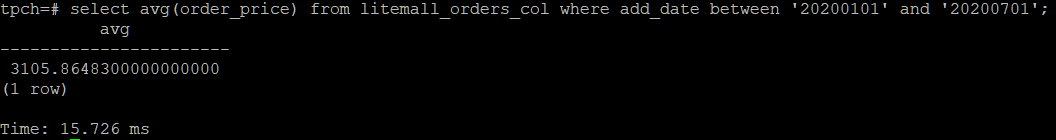 tpch=# select avg(order_price) from litemall_orders_col where add_date between '20200101' and '20200701';
avg
-----------------------
3105.8648300000000000
(1 row)
Time: 15.726 ms